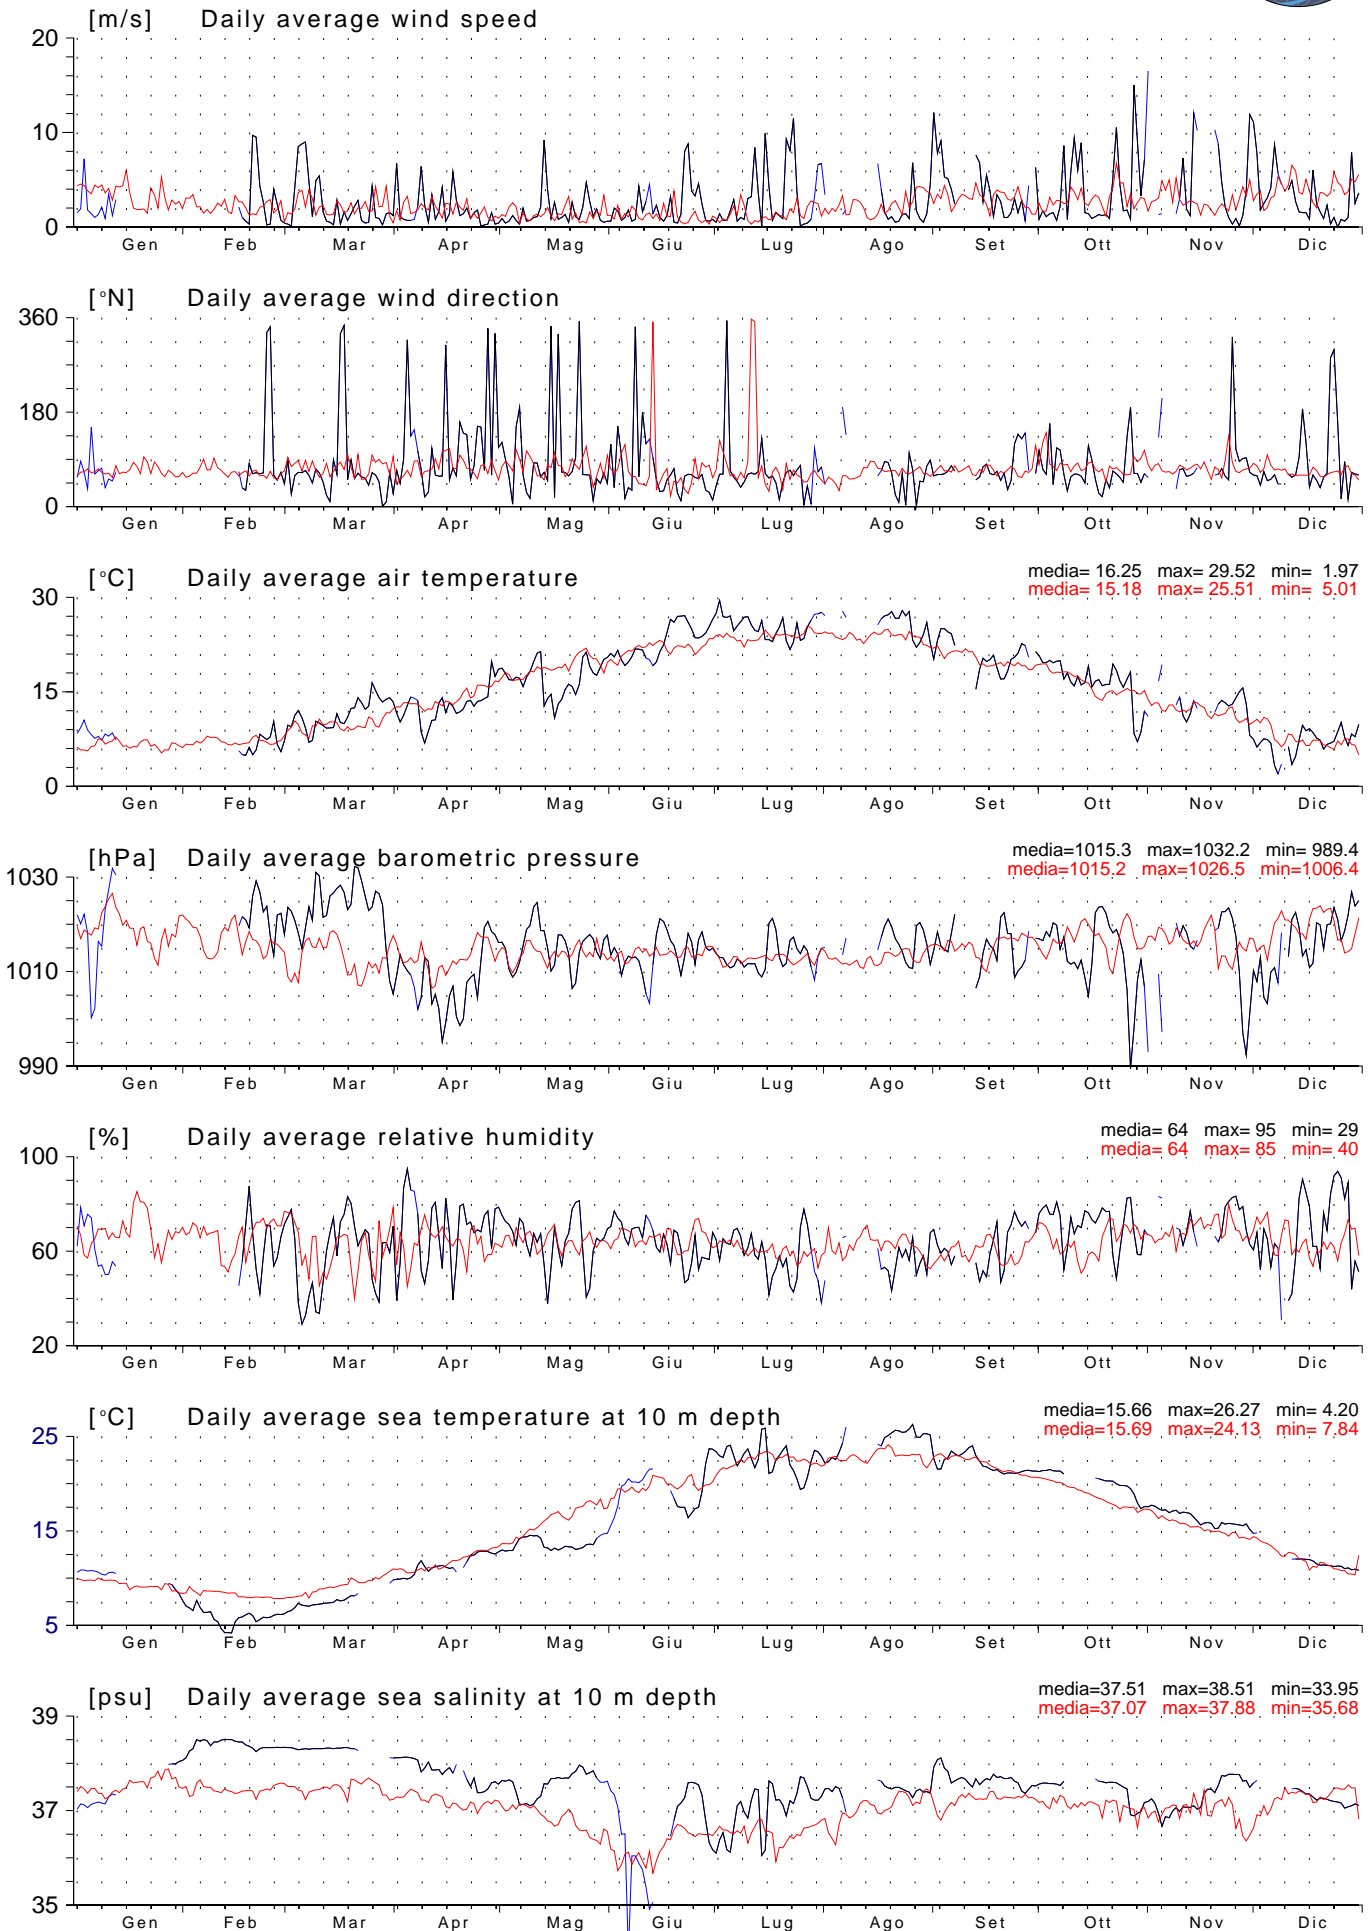 [m/s] Daily average wind speed
20
10
0
Gen Feb Mar Apr Mag Giu Lug Ago Set Ott Nov Dic
[°N] Daily average wind direction
360
180
0
Gen Feb Mar Apr Mag Giu Lug Ago Set Ott Nov Dic
[°C] Daily average air temperature
media= 16.25 max= 29.52 min= 1.97
media= 15.18 max= 25.51 min= 5.01
30
15
0
Gen Feb Mar Apr Mag Giu Lug Ago Set Ott Nov Dic
[hPa] Daily average barometric pressure
media=1015.3 max=1032.2 min= 989.4
media=1015.2 max=1026.5 min=1006.4
1030
1010
990
Gen Feb Mar Apr Mag Giu Lug Ago Set Ott Nov Dic
[%] Daily average relative humidity
media= 64 max= 95 min= 29
media= 64 max= 85 min= 40
100
60
20
Gen Feb Mar Apr Mag Giu Lug Ago Set Ott Nov Dic
[°C] Daily average sea temperature at 10 m depth
media=15.66 max=26.27 min= 4.20
media=15.69 max=24.13 min= 7.84
25
15
5
Gen Feb Mar Apr Mag Giu Lug Ago Set Ott Nov Dic
[psu] Daily average sea salinity at 10 m depth
media=37.51 max=38.51 min=33.95
media=37.07 max=37.88 min=35.68
39
37
35
Gen Feb Mar Apr Mag Giu Lug Ago Set Ott Nov Dic